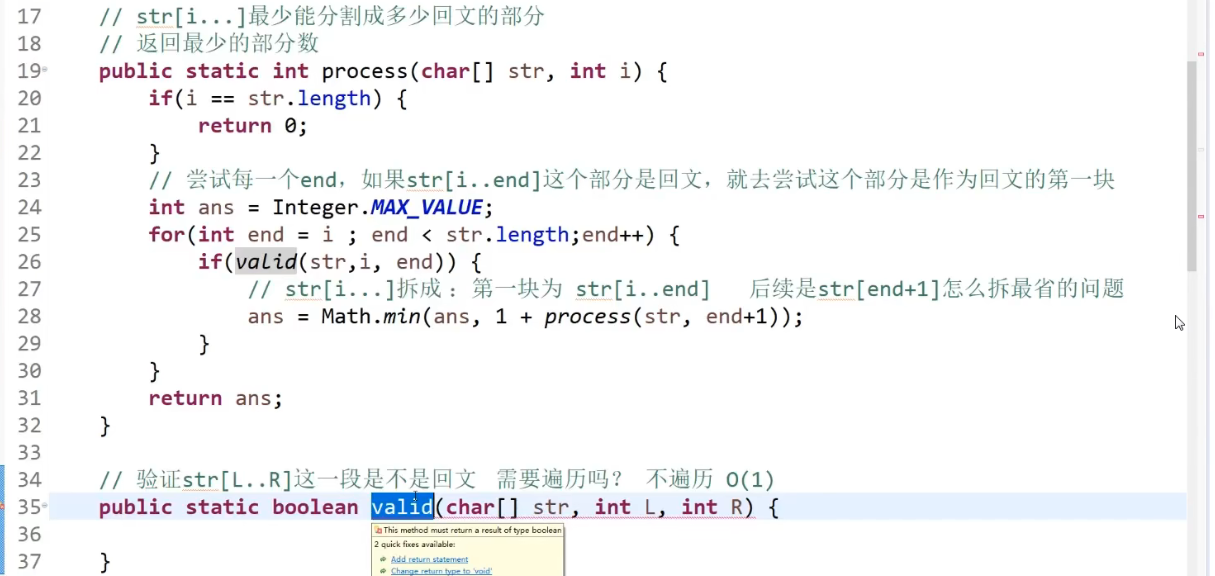 17 // str[i...]最少能分割成多少回文的部分
18 // 返回最少的部分数
19 public static int process(char[] str, int i) {
20 if(i == str.length) {
21 return 0;
22 }
23 // 尝试每一个end，如果str[i..end]这个部分是回文，就去尝试这个部分是作为回文的第一块
24 int ans = Integer.MAX_VALUE;
25 for(int end = i ; end < str.length;end++) {
26 if(valid(str,i, end)) {
27 // str[i...]拆成：第一块为 str[i..end] 后续是str[end+1]怎么拆最省的问题
28 ans = Math.min(ans, 1 + process(str, end+1));
29 }
30 }
31 return ans;
32 }
33
34 // 验证str[L..R]这一段是不是回文 需要遍历吗？ 不遍历 O(1)
35 public static boolean valid(char[] str, int L, int R) {
36
This method must return a result of type boolean
2 quick fixes available:
Add return statement
37 }
Change return type to 'void'